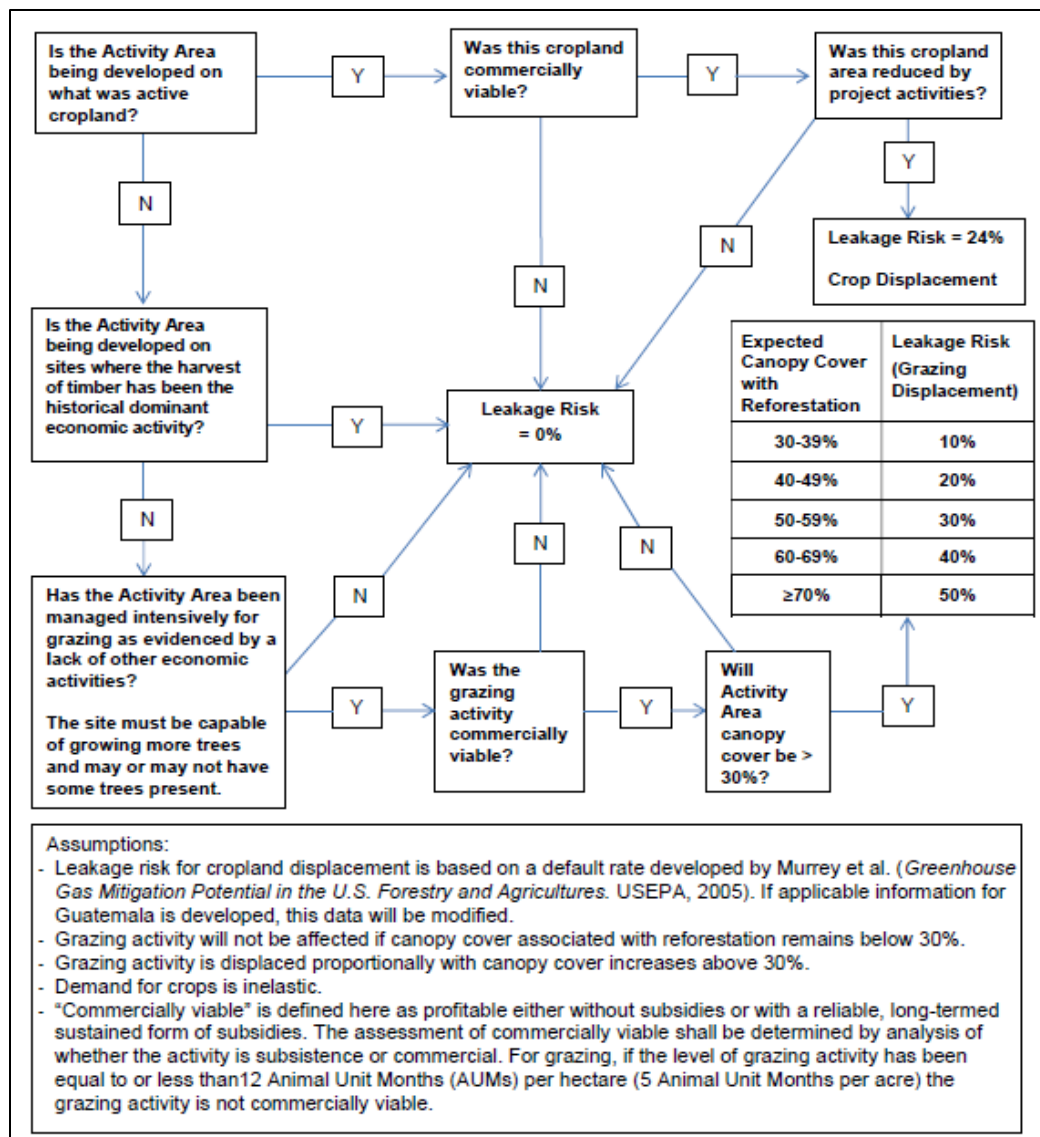 Is the Activity Area
being developed on
what was active
cropland?
Y
Was this cropland
commercially
viable?
Y
Was this cropland
area reduced by
project activities?
N
Y
N
N
Leakage Risk = 24%
Crop Displacement
Is the Activity Area
being developed on
sites where the
harvest
of timber has been the
historical dominant
economic activity?
Y
Leakage Risk
= 0%
Expected
Canopy Cover
with
Reforestation
Leakage Risk
(Grazing
Displacement)
30-39%
10%
40-49%
20%
50-59%
30%
60-69%
40%
≥70%
50%
N
N
N
N
Has the Activity Area been
managed intensively for
grazing as evidenced by a
lack of other economic
activities?
The site must be capable
of growing more trees
and may or may not have
some trees present.
Y
Was the
grazing
activity
commercially
viable?
Y
Will
Activity
Area
canopy
cover be >
30%?
Y
Assumptions:
- Leakage risk for cropland displacement is based on a default rate developed by Murrey et al. (Greenhouse
Gas Mitigation Potential in the U.S. Forestry and Agricultures. USEPA, 2005). If applicable information for
Guatemala is developed, this data will be modified.
- Grazing activity will not be affected if canopy cover associated with reforestation remains below 30%.
- Grazing activity is displaced proportionally with canopy cover increases above 30%.
- Demand for crops is inelastic.
- “Commercially viable” is defined here as profitable either without subsidies or with a reliable, long-termed
sustained form of subsidies. The assessment of commercially viable shall be determined by analysis of
whether the activity is subsistence or commercial. For grazing, if the level of grazing activity has been
equal to or less than12 Animal Unit Months (AUMs) per hectare (5 Animal Unit Months per acre) the
grazing activity is not commercially viable.